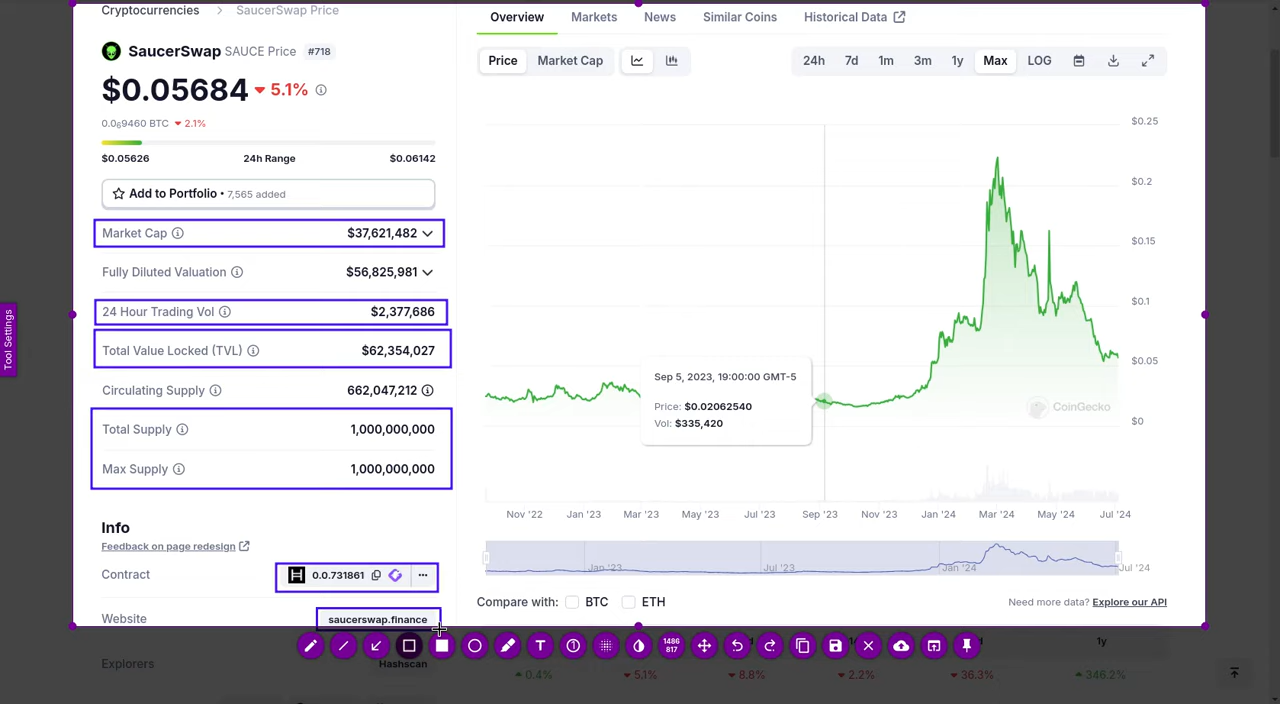 Cryptocurrencies > SaucerSwap Price
SaucerSwap SAUCE Price #718
$0.05684 5.1%
0.0₆9460 BTC 2.1%
$0.05626 24h Range $0.06142
Add to Portfolio • 7,565 added
Market Cap $37,621,482
Fully Diluted Valuation $56,825,981
24 Hour Trading Vol $2,377,686
Total Value Locked (TVL) $62,354,027
Circulating Supply 662,047,212
Total Supply 1,000,000,000
Max Supply 1,000,000,000
Info
Feedback on page redesign
Contract 0.0.731861
Website saucerswap.finance
Explorers Hashscan
Overview Markets News Similar Coins Historical Data
Price Market Cap 24h 7d 1m 3m 1y Max LOG
$0.25
$0.2
$0.15
$0.1
$0.05
$0
Sep 5, 2023, 19:00:00 GMT-5
Price: $0.02062540
Vol: $335,420
CoinGecko
Nov '22 Jan '23 Mar '23 May '23 Jul '23 Sep '23 Nov '23 Jan '24 Mar '24 May '24 Jul '24
Jan '23 Jul '23 Jan '24 Jul '24
Compare with: BTC ETH Need more data? Explore our API
1486
817
1y
0.4% 5.1% 8.8% 2.2% 36.3% 346.2%
Tool Settings